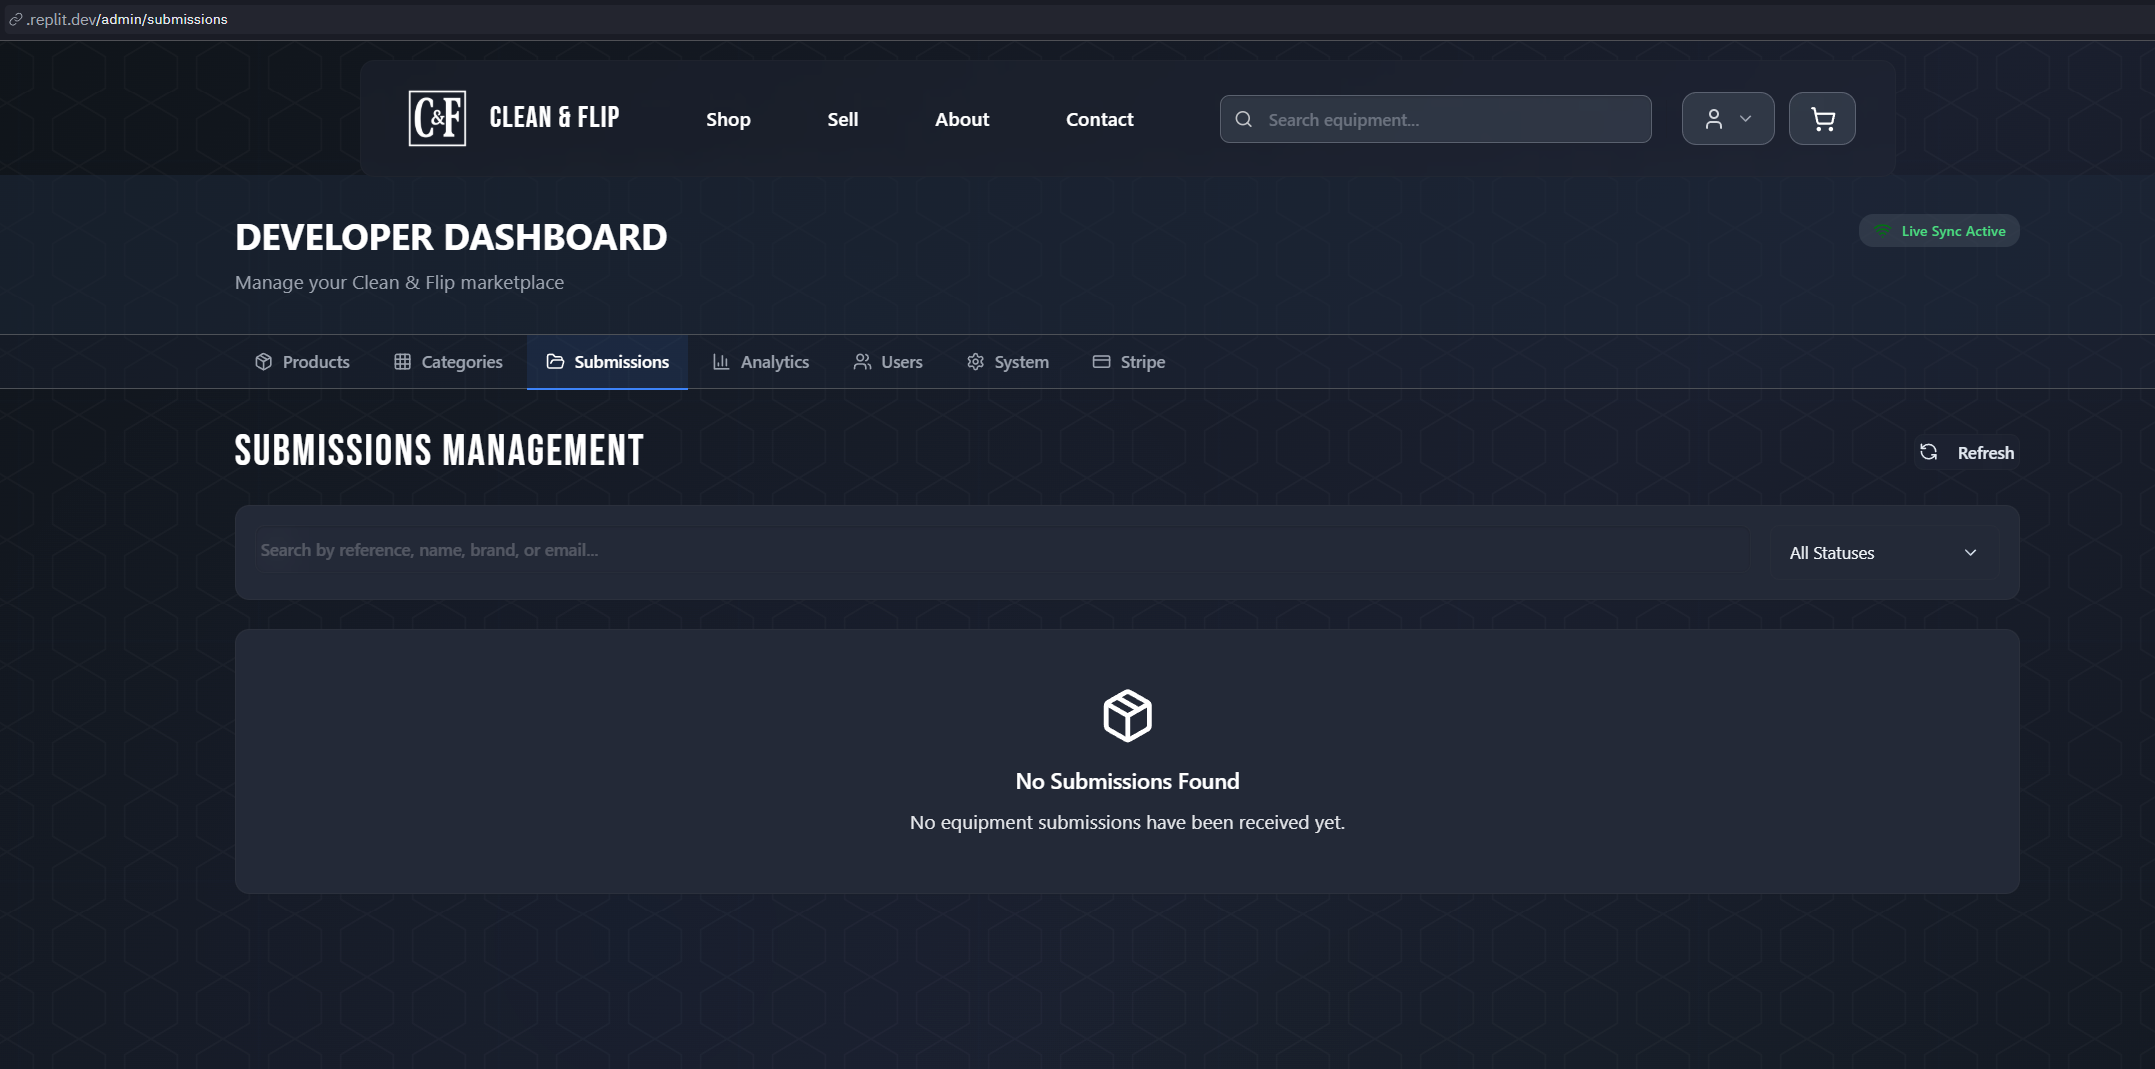 .replit.dev/admin/submissions
C&F CLEAN & FLIP Shop Sell About Contact Search equipment...
DEVELOPER DASHBOARD Live Sync Active
Manage your Clean & Flip marketplace
Products Categories Submissions Analytics Users System Stripe
SUBMISSIONS MANAGEMENT Refresh
Search by reference, name, brand, or email... All Statuses
No Submissions Found
No equipment submissions have been received yet.